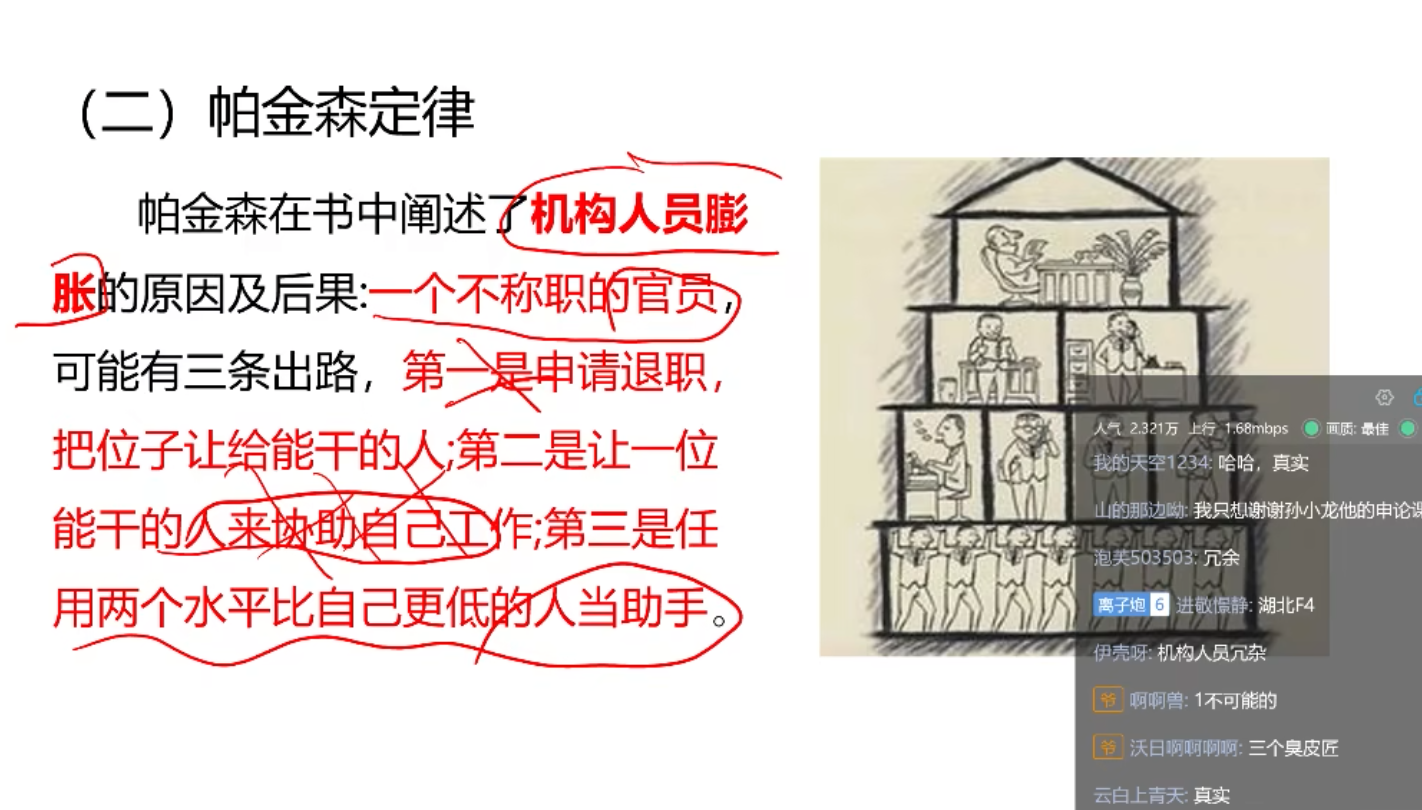 （二）帕金森定律
帕金森在书中阐述了机构人员膨
胀的原因及后果:一个不称职的官员，
可能有三条出路，第一是申请退职，
把位子让给能干的人;第二是让一位
能干的人来协助自己工作;第三是任
用两个水平比自己更低的人当助手。
人气 2.321万 上行 1.68mbps 画质: 最佳
我的天空1234: 哈哈，真实
山的那边呦: 我只想谢谢孙小龙他的申论课
泡芙503503: 冗余
离子炮 6 进敬憬静: 湖北F4
伊壳呀: 机构人员冗杂
爷 啊啊兽: 1不可能的
爷 沃日啊啊啊啊: 三个臭皮匠
云白上青天: 真实